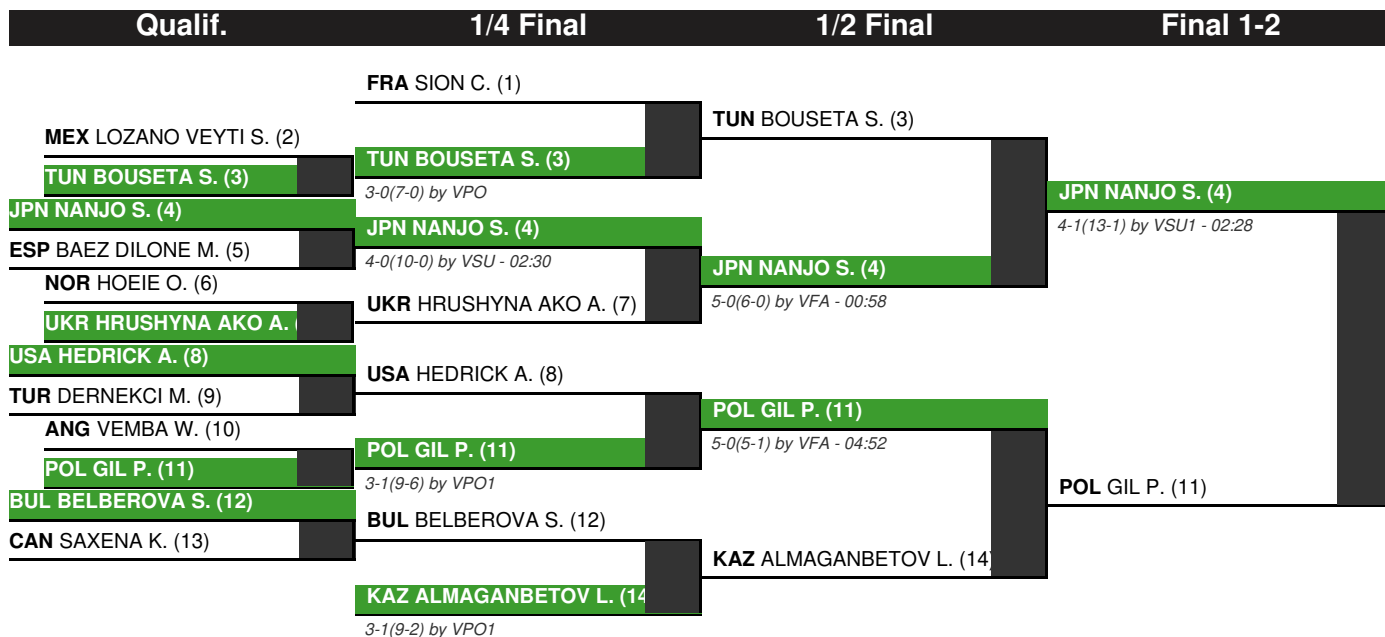 Qualif.
1/4 Final
1/2 Final
Final 1-2
MEX LOZANO VEYTI S. (2)
TUN BOUSETA S. (3)
JPN NANJO S. (4)
ESP BAEZ DILONE M. (5)
NOR HOEIE O. (6)
UKR HRUSHYNA AKO A. (
USA HEDRICK A. (8)
TUR DERNEKCI M. (9)
ANG VEMBA W. (10)
POL GIL P. (11)
BUL BELBEROVA S. (12)
CAN SAXENA K. (13)
FRA SION C. (1)
TUN BOUSETA S. (3)
3-0(7-0) by VPO
JPN NANJO S. (4)
4-0(10-0) by VSU - 02:30
UKR HRUSHYNA AKO A. (7)
USA HEDRICK A. (8)
POL GIL P. (11)
3-1(9-6) by VPO1
BUL BELBEROVA S. (12)
KAZ ALMAGANBETOV L. (14
3-1(9-2) by VPO1
TUN BOUSETA S. (3)
JPN NANJO S. (4)
5-0(6-0) by VFA - 00:58
POL GIL P. (11)
5-0(5-1) by VFA - 04:52
KAZ ALMAGANBETOV L. (14)
JPN NANJO S. (4)
4-1(13-1) by VSU1 - 02:28
POL GIL P. (11)